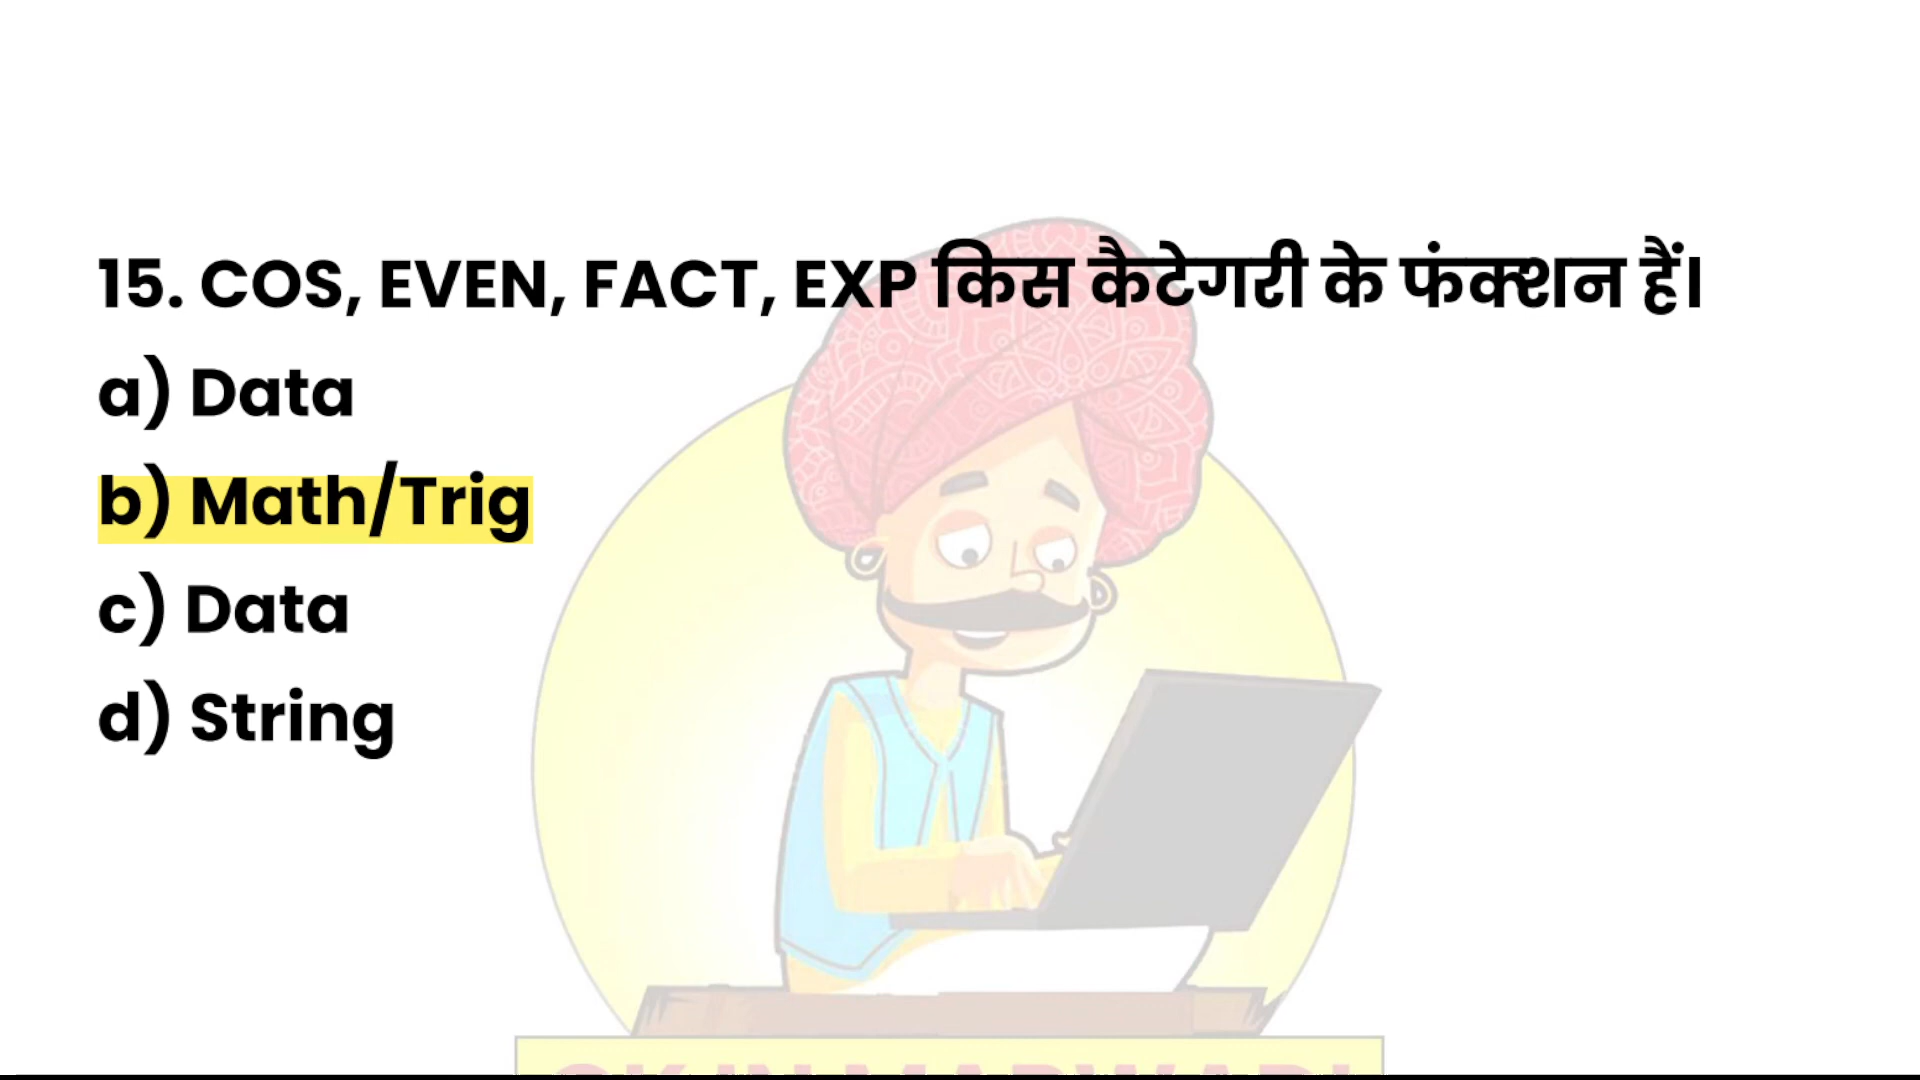 15. COS, EVEN, FACT, EXP किस कैटेगरी के फंक्शन हैं।
a) Data
b) Math/Trig
c) Data
d) String